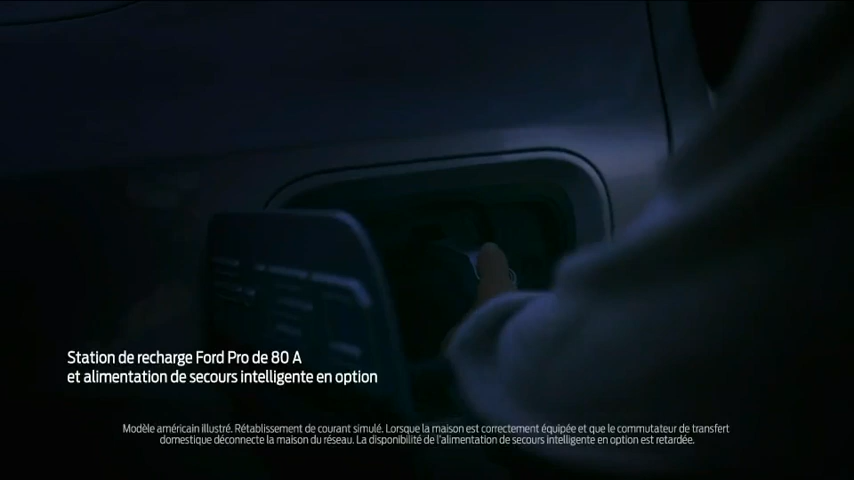 Station de recharge Ford Pro de 80 A
et alimentation de secours intelligente en option
Modèle américain illustré. Rétablissement de courant simulé. Lorsque la maison est correctement équipée et que le commutateur de transfert
domestique déconnecte la maison du réseau. La disponibilité de l'alimentation de secours intelligente en option est retardée.